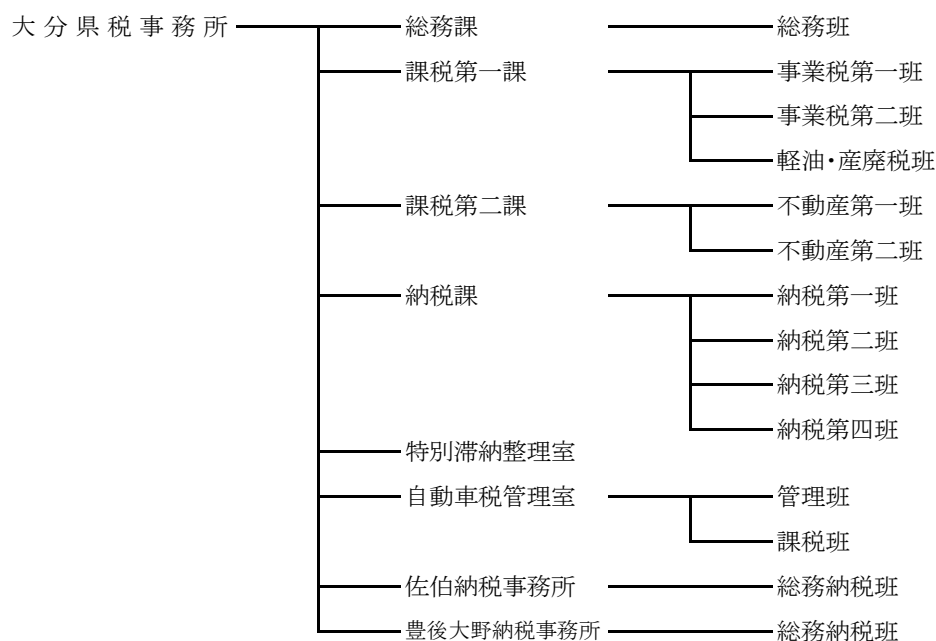 大分県税事務所 総務課 総務班
課税第一課 事業税第一班
事業税第二班
軽油・産廃税班
課税第二課 不動産第一班
不動産第二班
納税課 納税第一班
納税第二班
納税第三班
納税第四班
特別滞納整理室
自動車税管理室 管理班
課税班
佐伯納税事務所 総務納税班
豊後大野納税事務所 総務納税班